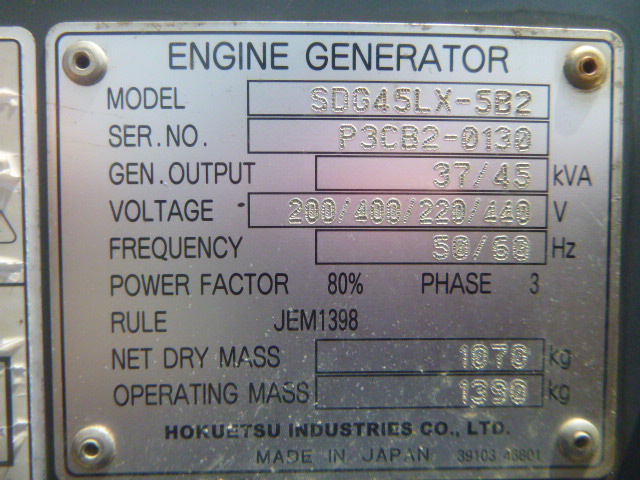 ENGINE GENERATOR
MODEL SDG45LX-5B2
SER.NO. P3CB2-0130
GEN.OUTPUT 37/45 kVA
VOLTAGE 200/400/220/440 V
FREQUENCY 50/60 Hz
POWER FACTOR 80% PHASE 3
RULE JEM1398
NET DRY MASS 1070 kg
OPERATING MASS 1390 kg
HOKUETSU INDUSTRIES CO., LTD.
MADE IN JAPAN 39103